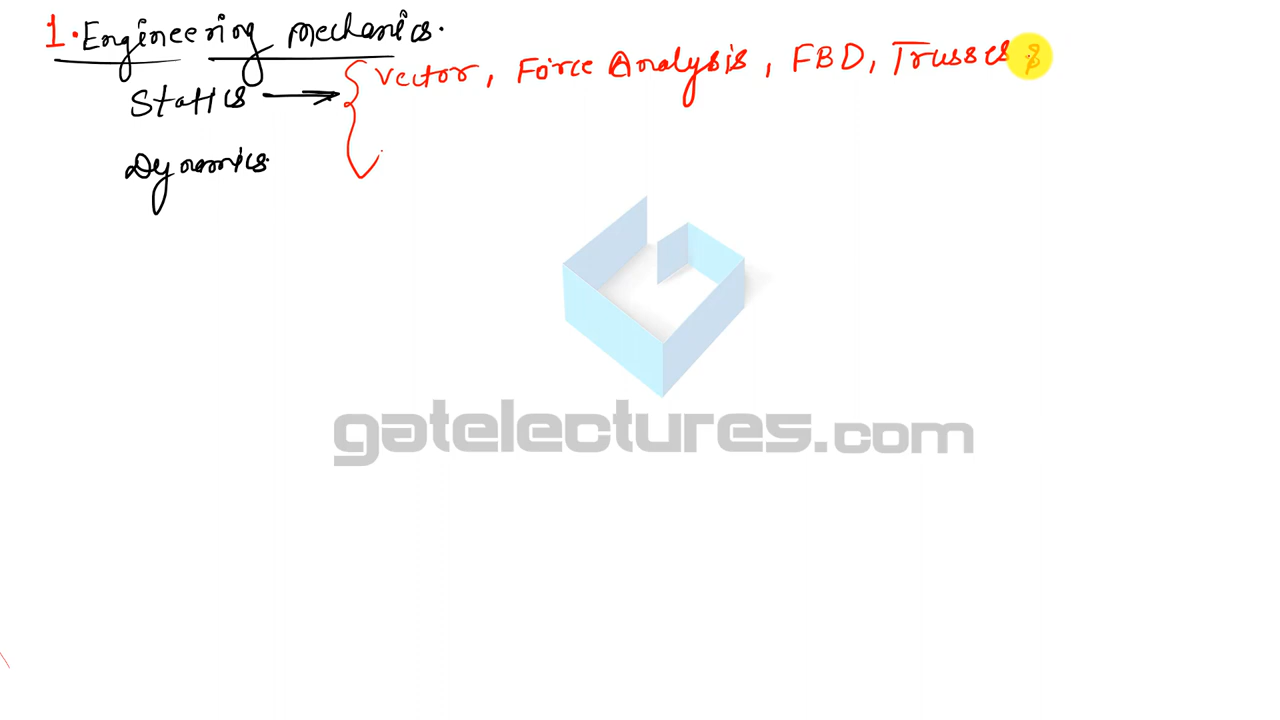 1. Engineering mechanics.
Vector, Force Analysis, FBD, Trusses &
Statics
Dynamics.
gatelectures.com